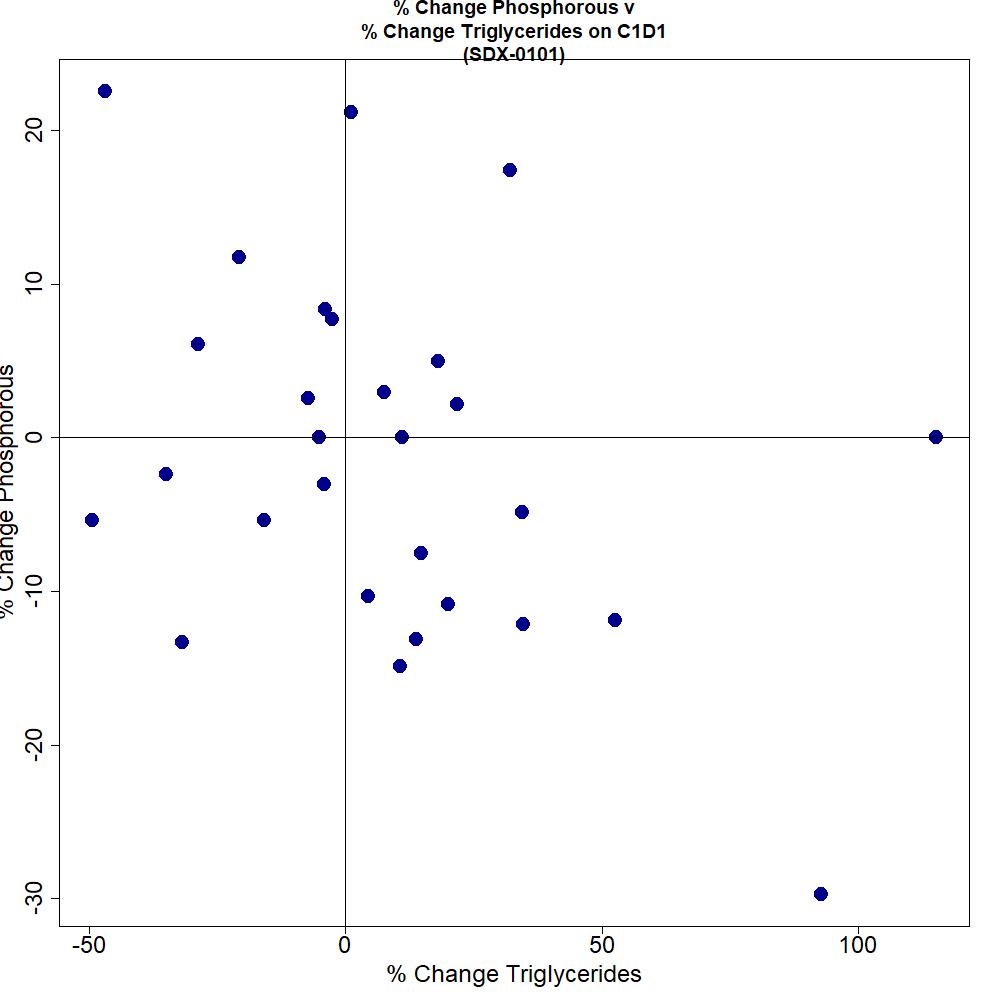 % Change Phosphorous v
% Change Triglycerides on C1D1
(SDX-0101)
20
10
0
-10
-20
-30
% Change Phosphorous
-50
0
50
100
% Change Triglycerides